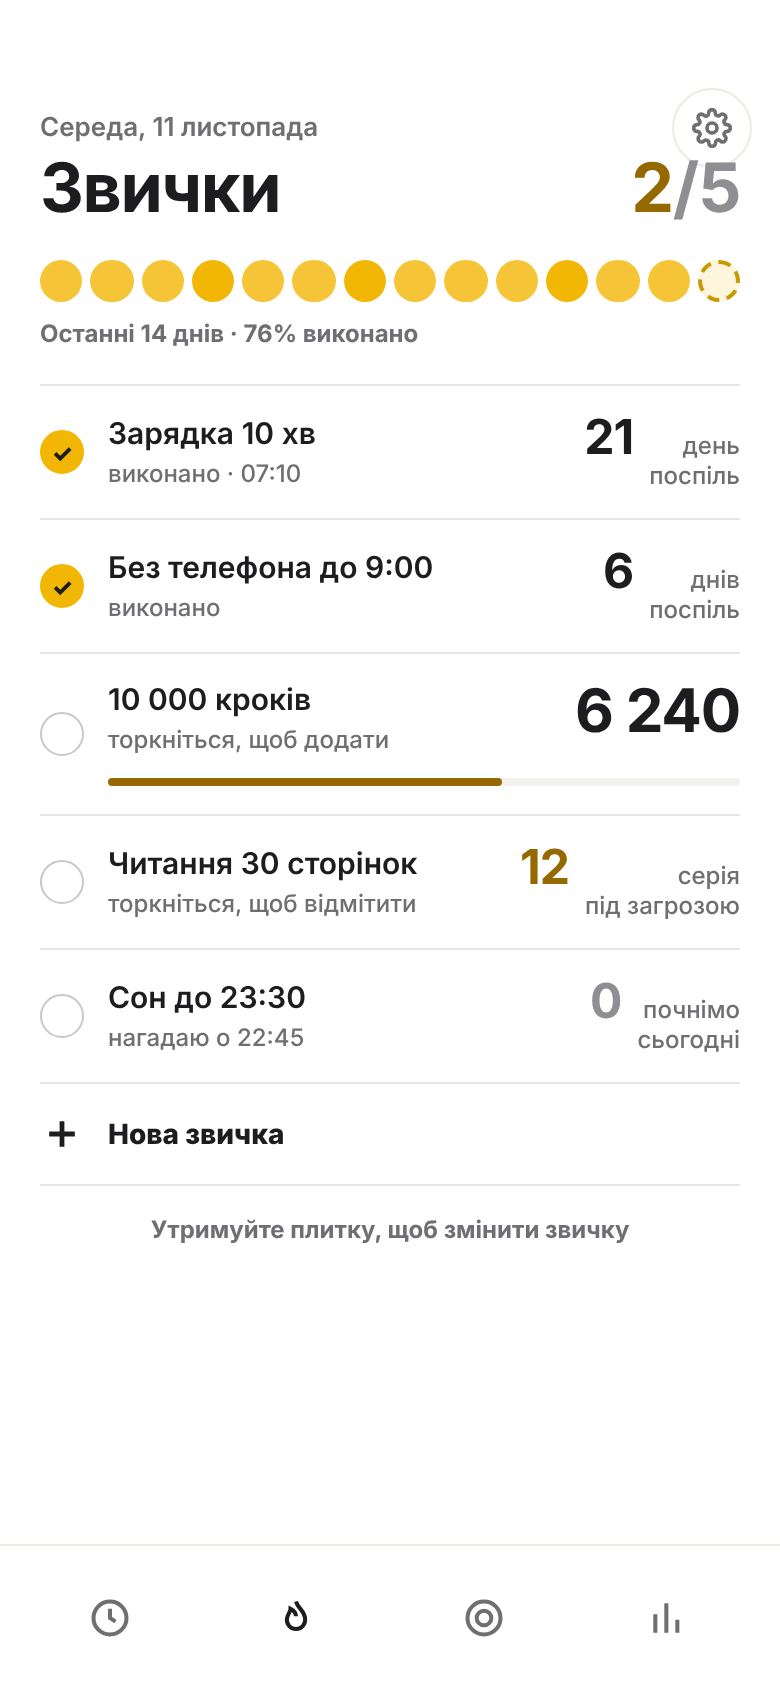 Середа, 11 листопада
Звички
2/5
Останні 14 днів · 76% виконано
Зарядка 10 хв
виконано · 07:10
21
день
поспіль
Без телефона до 9:00
виконано
6
днів
поспіль
10 000 кроків
торкніться, щоб додати
6 240
Читання 30 сторінок
торкніться, щоб відмітити
12
серія
під загрозою
Сон до 23:30
нагадаю о 22:45
0
почнімо
сьогодні
Нова звичка
Утримуйте плитку, щоб змінити звичку